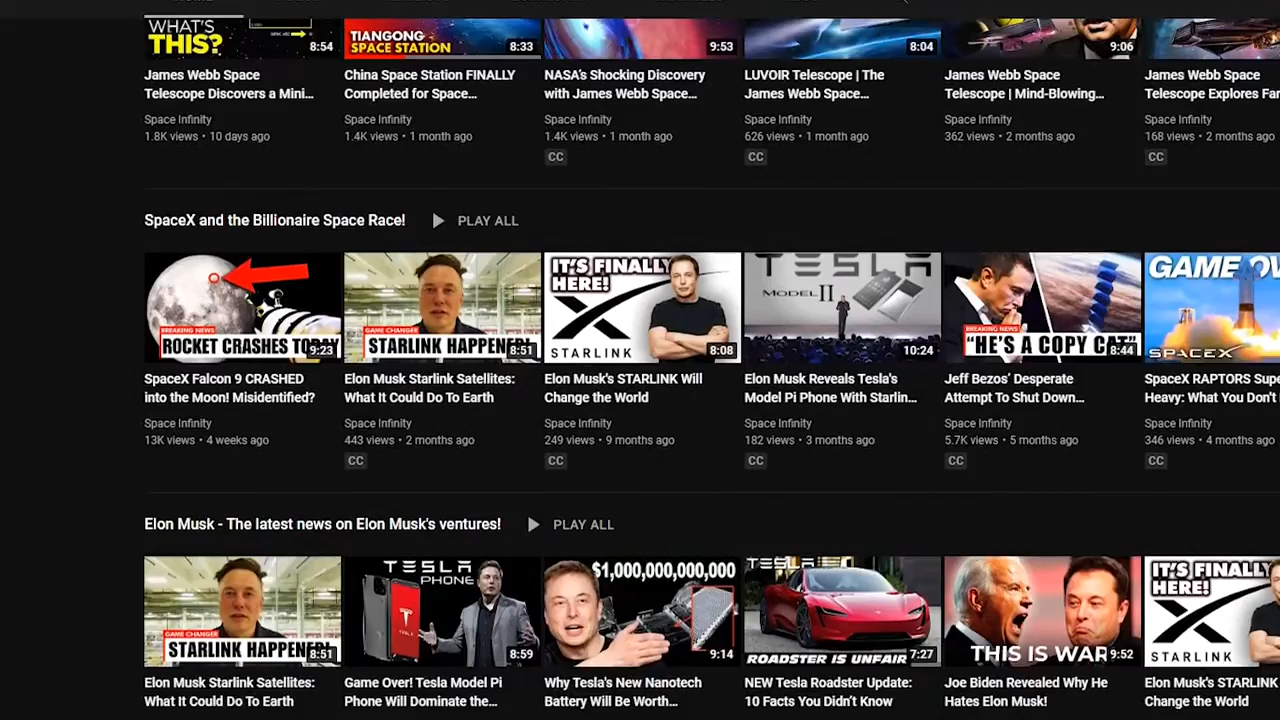 WHAT'S
THIS?
8:54
TIANGONG
SPACE STATION
8:33
9:53
8:04
9:06
James Webb Space
Telescope Discovers a Mini...
China Space Station FINALLY
Completed for Space...
NASA's Shocking Discovery
with James Webb Space...
LUVOIR Telescope | The
James Webb Space...
James Webb Space
Telescope | Mind-Blowing...
James Webb Space
Telescope Explores Far
Space Infinity
1.8K views • 10 days ago
Space Infinity
1.4K views • 1 month ago
CC
Space Infinity
1.4K views • 1 month ago
Space Infinity
626 views • 1 month ago
CC
Space Infinity
362 views • 2 months ago
Space Infinity
168 views • 2 months ago
CC
SpaceX and the Billionaire Space Race!
PLAY ALL
BREAKING NEWS
ROCKET CRASHES TODAY
9:23
GAME CHANGER
STARLINK HAPPENED!
8:51
IT'S FINALLY
HERE!
STARLINK
8:08
TESLA
MODEL II
10:24
BREAKING NEWS
"HE'S A COPY CAT"
8:44
GAME OV
SPACEX
SpaceX Falcon 9 CRASHED
into the Moon! Misidentified?
Elon Musk Starlink Satellites:
What It Could Do To Earth
Elon Musk's STARLINK Will
Change the World
Elon Musk Reveals Tesla's
Model Pi Phone With Starlin...
Jeff Bezos' Desperate
Attempt To Shut Down...
SpaceX RAPTORS Supe
Heavy: What You Don't
Space Infinity
13K views • 4 weeks ago
Space Infinity
443 views • 2 months ago
CC
Space Infinity
249 views • 9 months ago
CC
Space Infinity
182 views • 3 months ago
CC
Space Infinity
5.7K views • 5 months ago
CC
Space Infinity
346 views • 4 months ago
CC
Elon Musk - The latest news on Elon Musk's ventures!
PLAY ALL
GAME CHANGER
STARLINK HAPPENED!
8:51
TESLA
PHONE
TESLA
8:59
$1,000,000,000,000
9:14
TESLA
ROADSTER IS UNFAIR
7:27
THIS IS WAR
9:52
IT'S FINALL
HERE!
STARLINK
Elon Musk Starlink Satellites:
What It Could Do To Earth
Game Over! Tesla Model Pi
Phone Will Dominate the...
Why Tesla's New Nanotech
Battery Will Be Worth...
NEW Tesla Roadster Update:
10 Facts You Didn't Know
Joe Biden Revealed Why He
Hates Elon Musk!
Elon Musk's STARLINK
Change the World